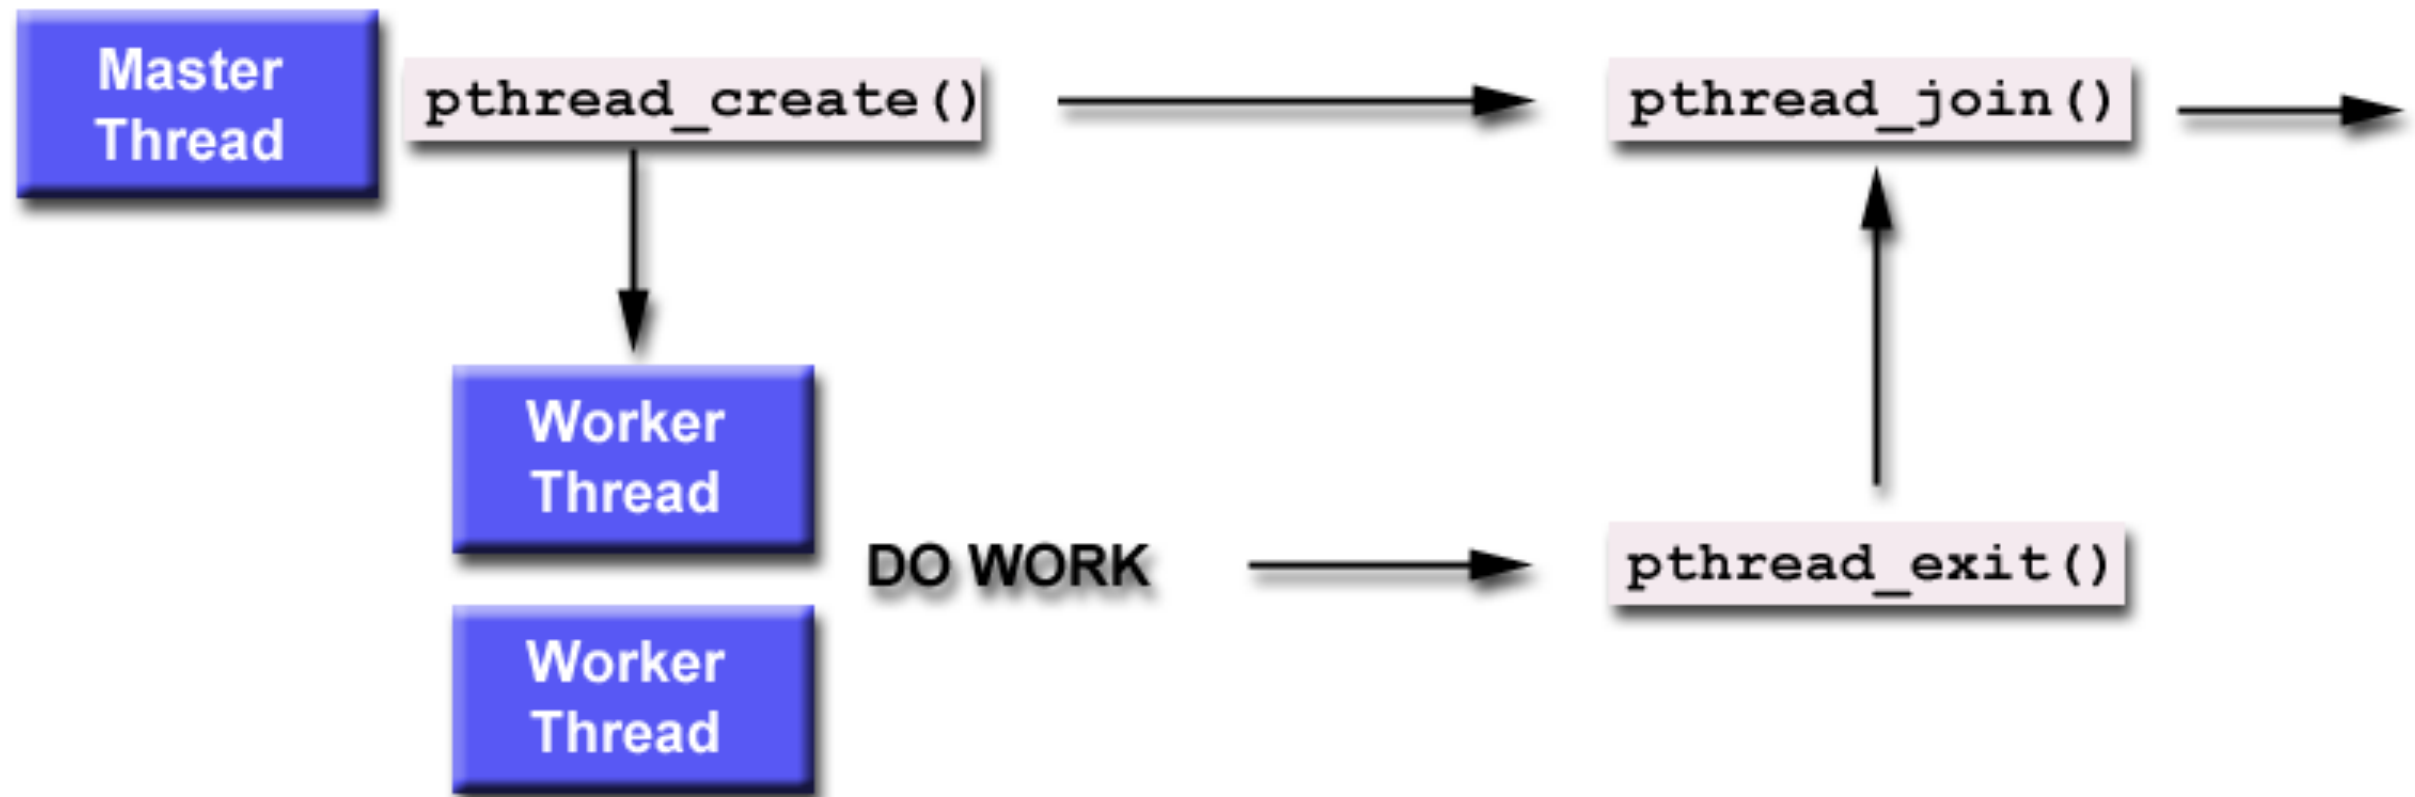 Master
Thread
pthread_create()
pthread_join()
Worker
Thread
DO WORK
pthread_exit()
Worker
Thread